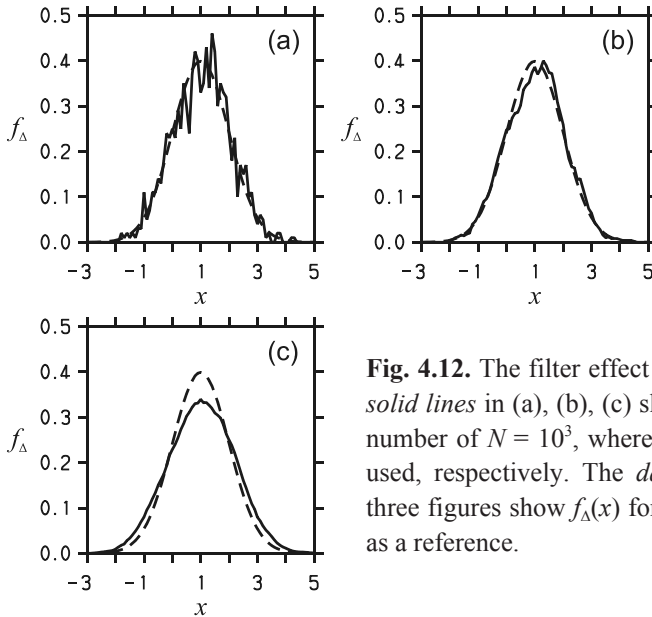 0.5
(a)
0.4
0.3
f_Δ
0.2
0.1
0.0
-3 -1 1 3 5
x
0.5
(b)
0.4
0.3
f_Δ
0.2
0.1
0.0
-3 -1 1 3 5
x
0.5
(c)
0.4
0.3
f_Δ
0.2
0.1
0.0
-3 -1 1 3 5
x
Fig. 4.12. The filter effect
solid lines in (a), (b), (c) sl
number of N = 10³, where
used, respectively. The da
three figures show f_Δ(x) for
as a reference.